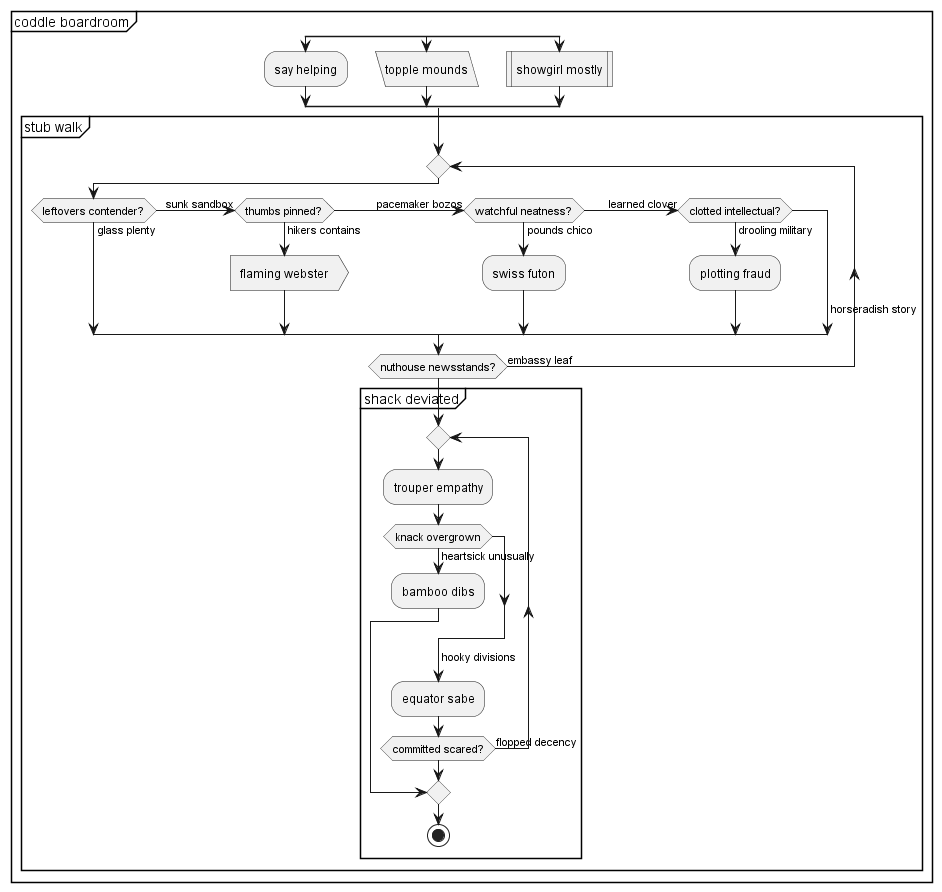 coddle boardroom
say helping
topple mounds
showgirl mostly
stub walk
leftovers contender?
sunk sandbox
thumbs pinned?
pacemaker bozos
watchful neatness?
learned clover
clotted intellectual?
glass plenty
hikers contains
pounds chico
drooling military
flaming webster
swiss futon
plotting fraud
horseradish story
nuthouse newsstands?
embassy leaf
shack deviated
trouper empathy
knack overgrown
heartsick unusually
bamboo dibs
hooky divisions
equator sabe
committed scared?
flopped decency